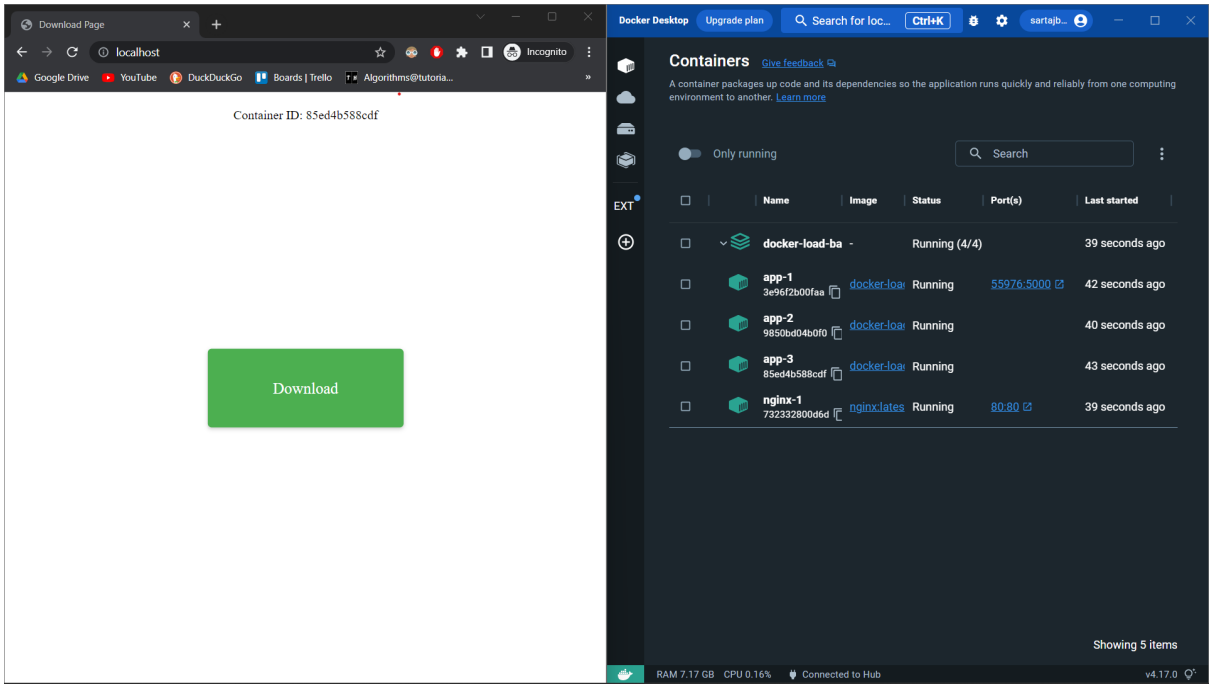 Download Page
localhost
Incognito
Google Drive YouTube DuckDuckGo Boards | Trello Algorithms@tutoria... »
Container ID: 85ed4b588cdf
Download
Docker Desktop Upgrade plan Search for loc... Ctrl+K sartajb...
Containers Give feedback
A container packages up code and its dependencies so the application runs quickly and reliably from one computing
environment to another. Learn more
Only running Search
EXT
Name Image Status Port(s) Last started
docker-load-ba - Running (4/4) 39 seconds ago
app-1
3e96f2b00faa docker-loa Running 55976:5000 42 seconds ago
app-2
9850bd04b0f0 docker-loa Running 40 seconds ago
app-3
85ed4b588cdf docker-loa Running 43 seconds ago
nginx-1
732332800d6d nginx:lates Running 80:80 39 seconds ago
Showing 5 items
RAM 7.17 GB CPU 0.16% Connected to Hub v4.17.0